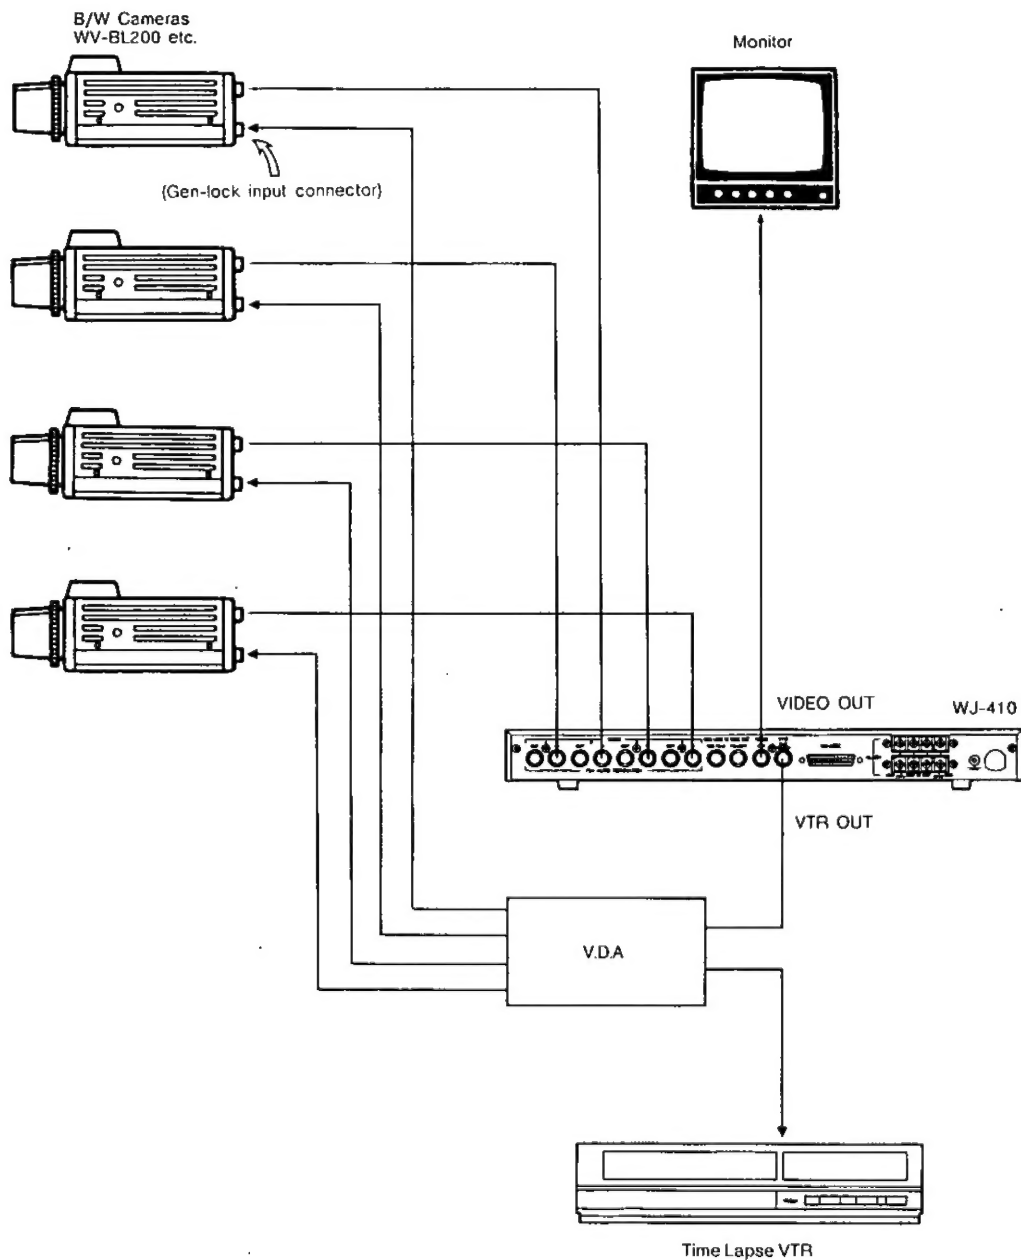 B/W Cameras
WV-BL200 etc.
Monitor
(Gen-lock input connector)
VIDEO OUT
WJ-410
VTR OUT
V.D.A
Time Lapse VTR